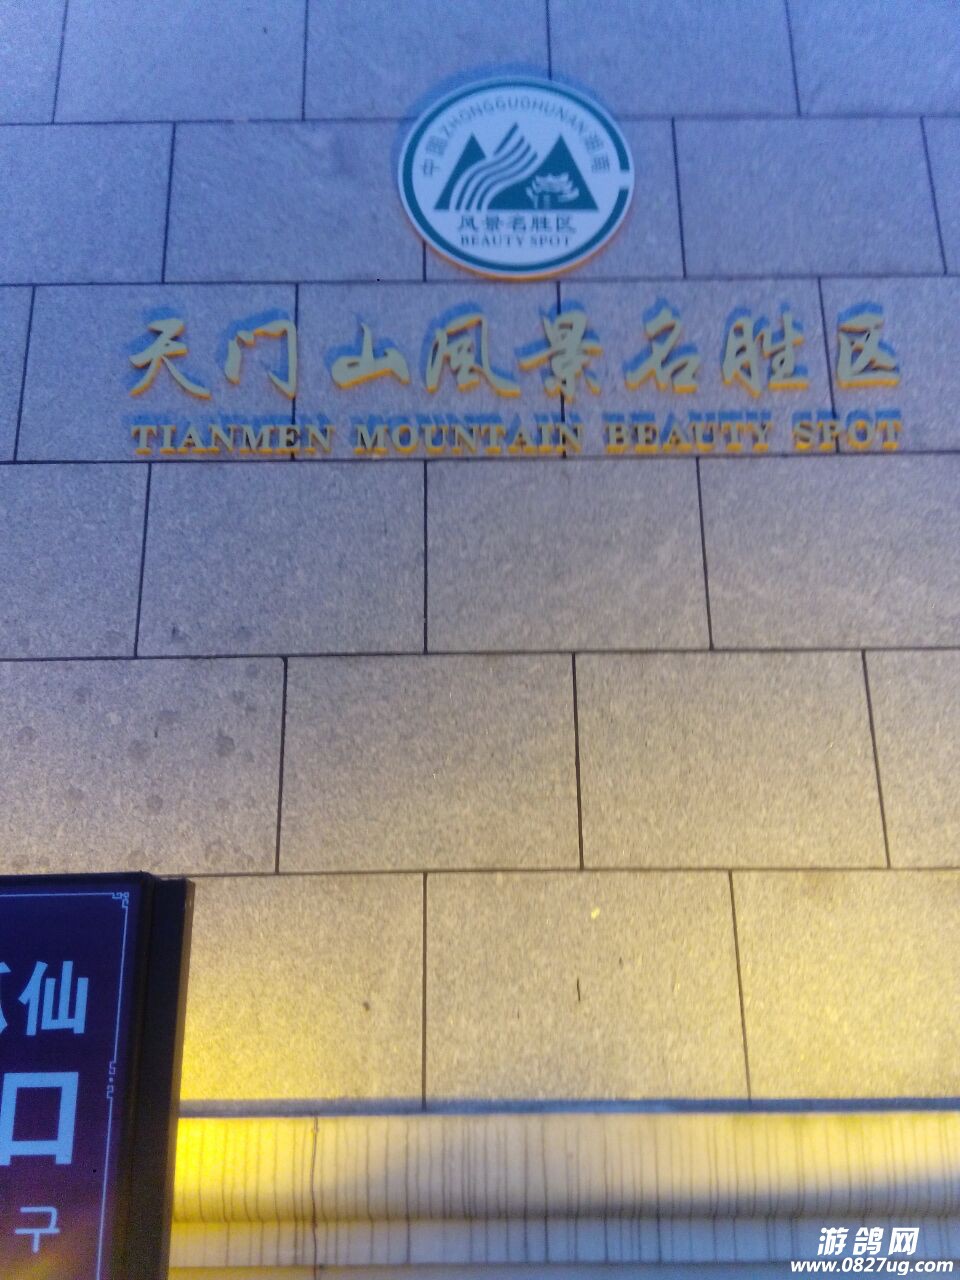 中国 ZHONGGUOHUNAN 湖南
风景名胜区
BEAUTY SPOT
天门山风景名胜区
TIANMEN MOUNTAIN BEAUTY SPOT
仙
口
구
游鸽网
www.0827ug.com